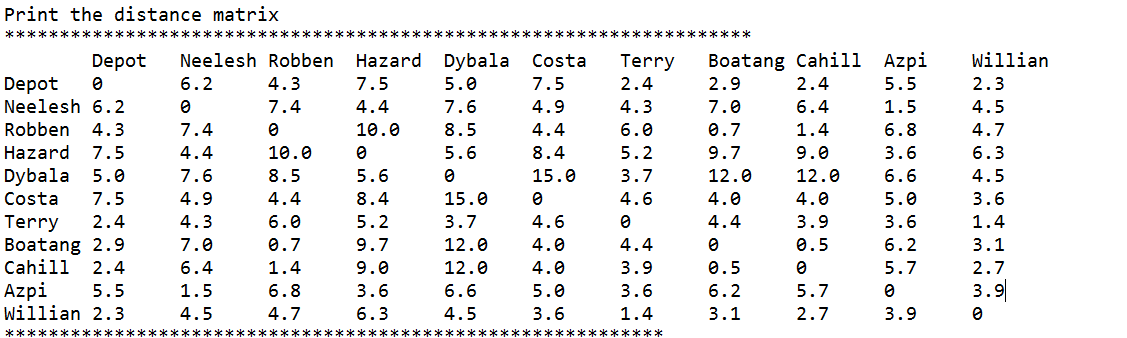 Print the distance matrix
********************************************************************
Depot Neelesh Robben Hazard Dybala Costa Terry Boatang Cahill Azpi Willian
Depot 0 6.2 4.3 7.5 5.0 7.5 2.4 2.9 2.4 5.5 2.3
Neelesh 6.2 0 7.4 4.4 7.6 4.9 4.3 7.0 6.4 1.5 4.5
Robben 4.3 7.4 0 10.0 8.5 4.4 6.0 0.7 1.4 6.8 4.7
Hazard 7.5 4.4 10.0 0 5.6 8.4 5.2 9.7 9.0 3.6 6.3
Dybala 5.0 7.6 8.5 5.6 0 15.0 3.7 12.0 12.0 6.6 4.5
Costa 7.5 4.9 4.4 8.4 15.0 0 4.6 4.0 4.0 5.0 3.6
Terry 2.4 4.3 6.0 5.2 3.7 4.6 0 4.4 3.9 3.6 1.4
Boatang 2.9 7.0 0.7 9.7 12.0 4.0 4.4 0 0.5 6.2 3.1
Cahill 2.4 6.4 1.4 9.0 12.0 4.0 3.9 0.5 0 5.7 2.7
Azpi 5.5 1.5 6.8 3.6 6.6 5.0 3.6 6.2 5.7 0 3.9
Willian 2.3 4.5 4.7 6.3 4.5 3.6 1.4 3.1 2.7 3.9 0
************************************************************